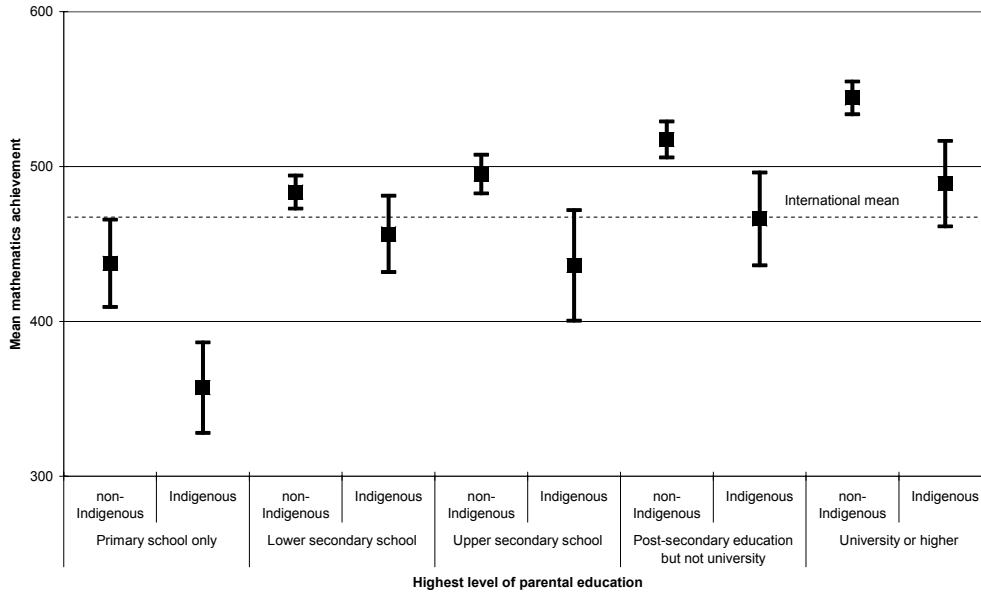 600
500
400
300
Mean mathematics achievement
International mean
non-
Indigenous
Indigenous
non-
Indigenous
Indigenous
non-
Indigenous
Indigenous
non-
Indigenous
Indigenous
non-
Indigenous
Indigenous
Primary school only
Lower secondary school
Upper secondary school
Post-secondary education
but not university
University or higher
Highest level of parental education